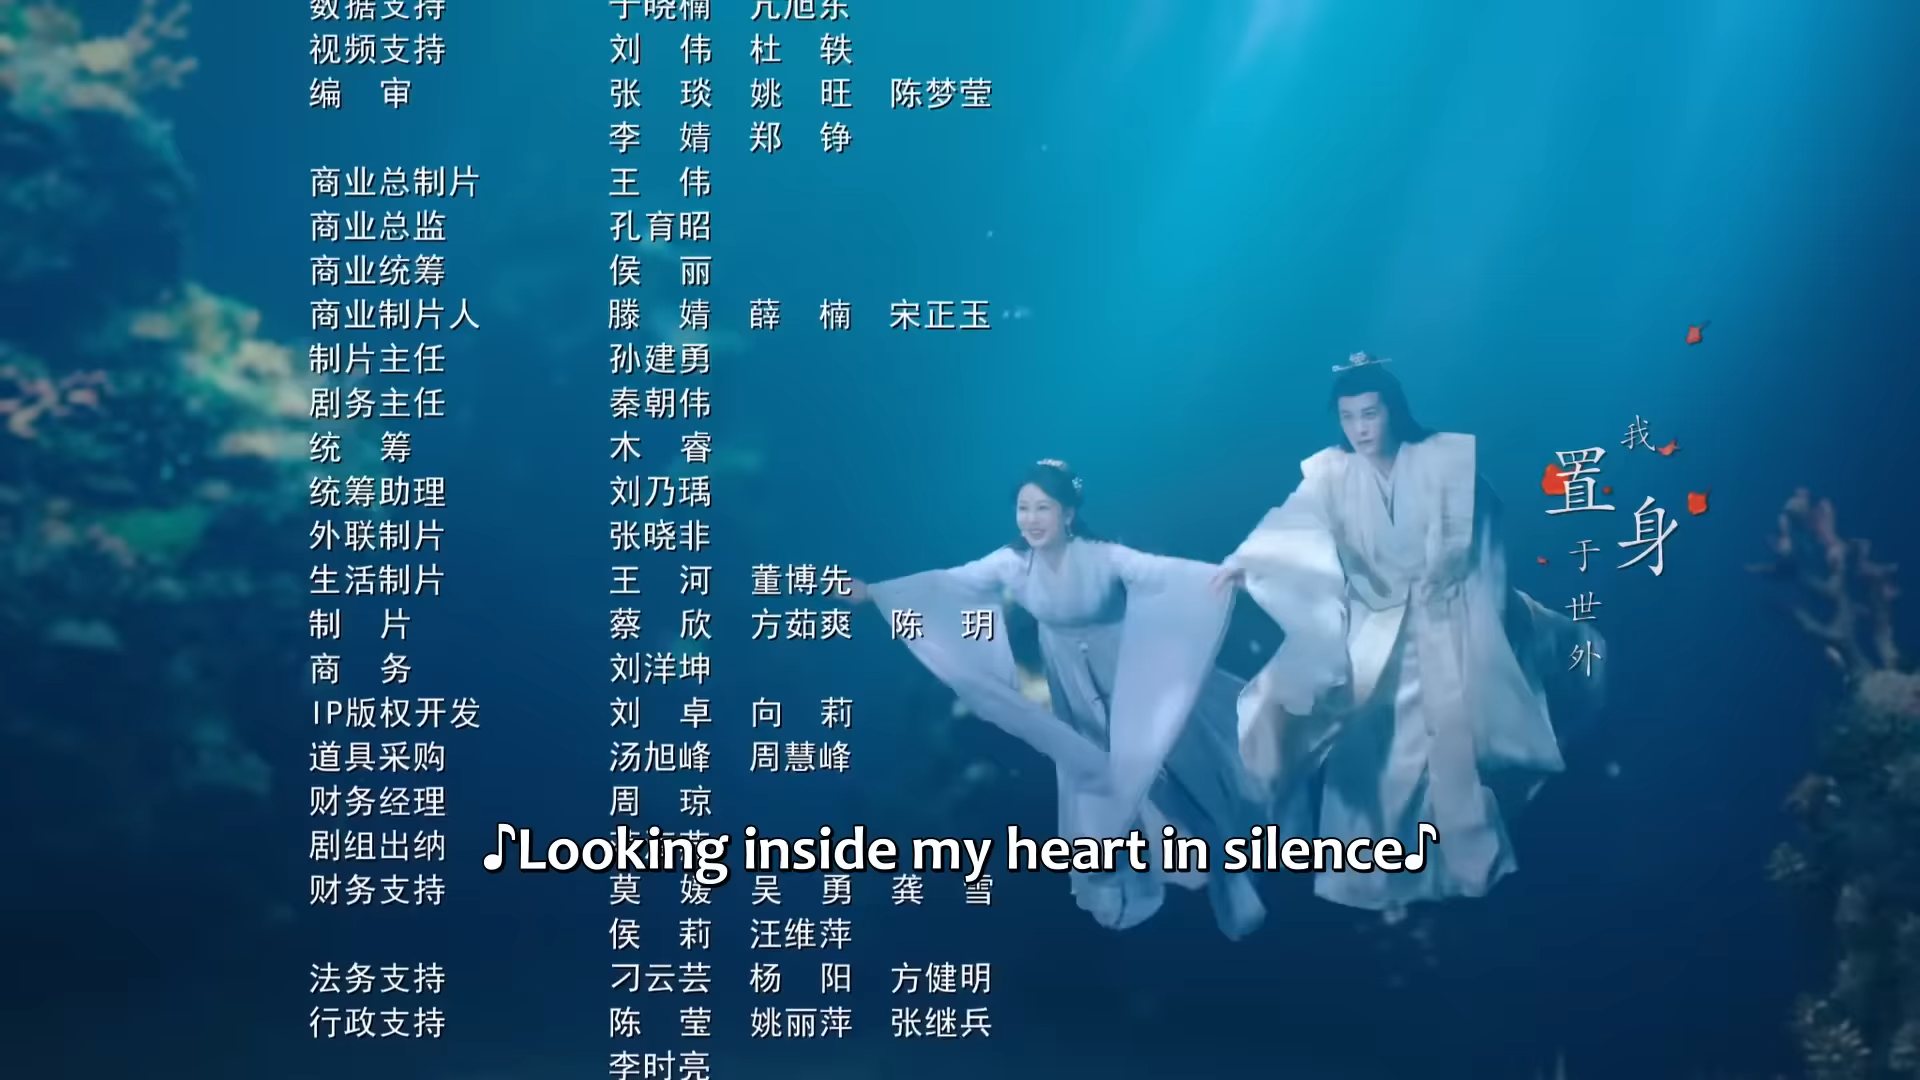 数据支持 于晓楠 亢旭东
视频支持 刘伟 杜轶
编审 张琰 姚旺 陈梦莹
李婧 郑铮
商业总制片 王伟
商业总监 孔育昭
商业统筹 侯丽
商业制片人 滕婧 薛楠 宋正玉
制片主任 孙建勇
剧务主任 秦朝伟
统筹 木睿
统筹助理 刘乃瑀
外联制片 张晓非
生活制片 王河 董博先
制片 蔡欣 方茹爽 陈玥
商务 刘洋坤
IP版权开发 刘卓 向莉
道具采购 汤旭峰 周慧峰
财务经理 周琼
剧组出纳
财务支持 莫媛 吴勇 龚雪
侯莉 汪维萍
法务支持 刁云芸 杨阳 方健明
行政支持 陈莹 姚丽萍 张继兵
李时亮
我置身于世外
♪Looking inside my heart in silence♪